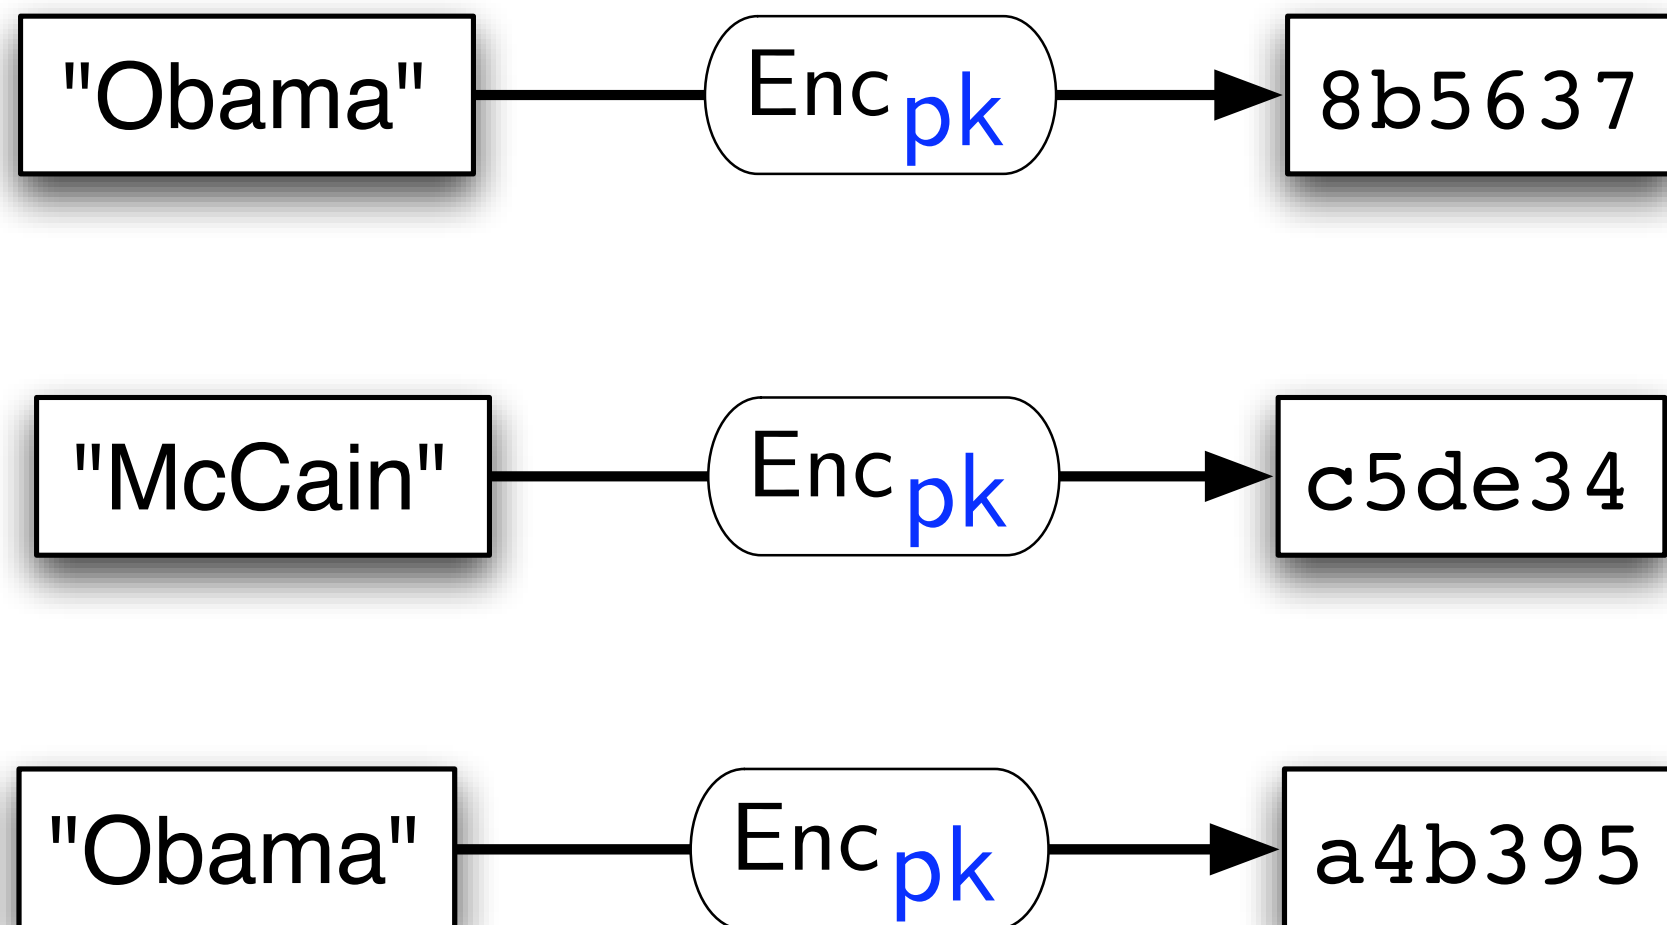 "Obama" Enc pk 8b5637
"McCain" Enc pk c5de34
"Obama" Enc pk a4b395